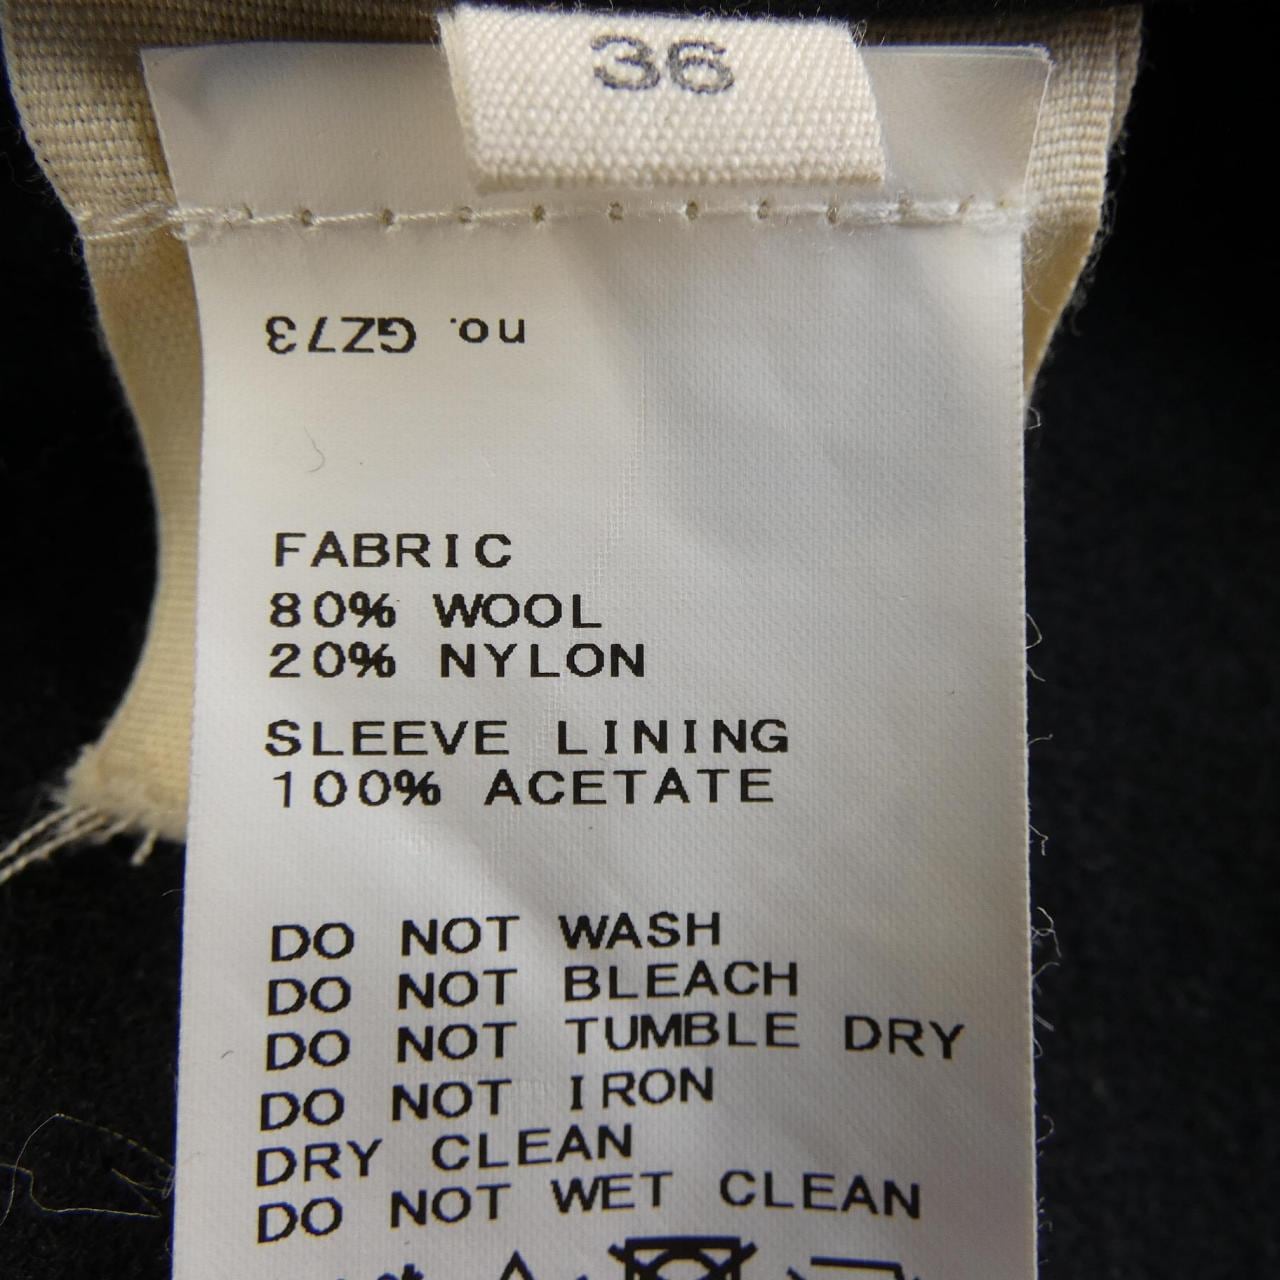 36
no. GZ73
FABRIC
80% WOOL
20% NYLON
SLEEVE LINING
100% ACETATE
DO NOT WASH
DO NOT BLEACH
DO NOT TUMBLE DRY
DO NOT IRON
DRY CLEAN
DO NOT WET CLEAN